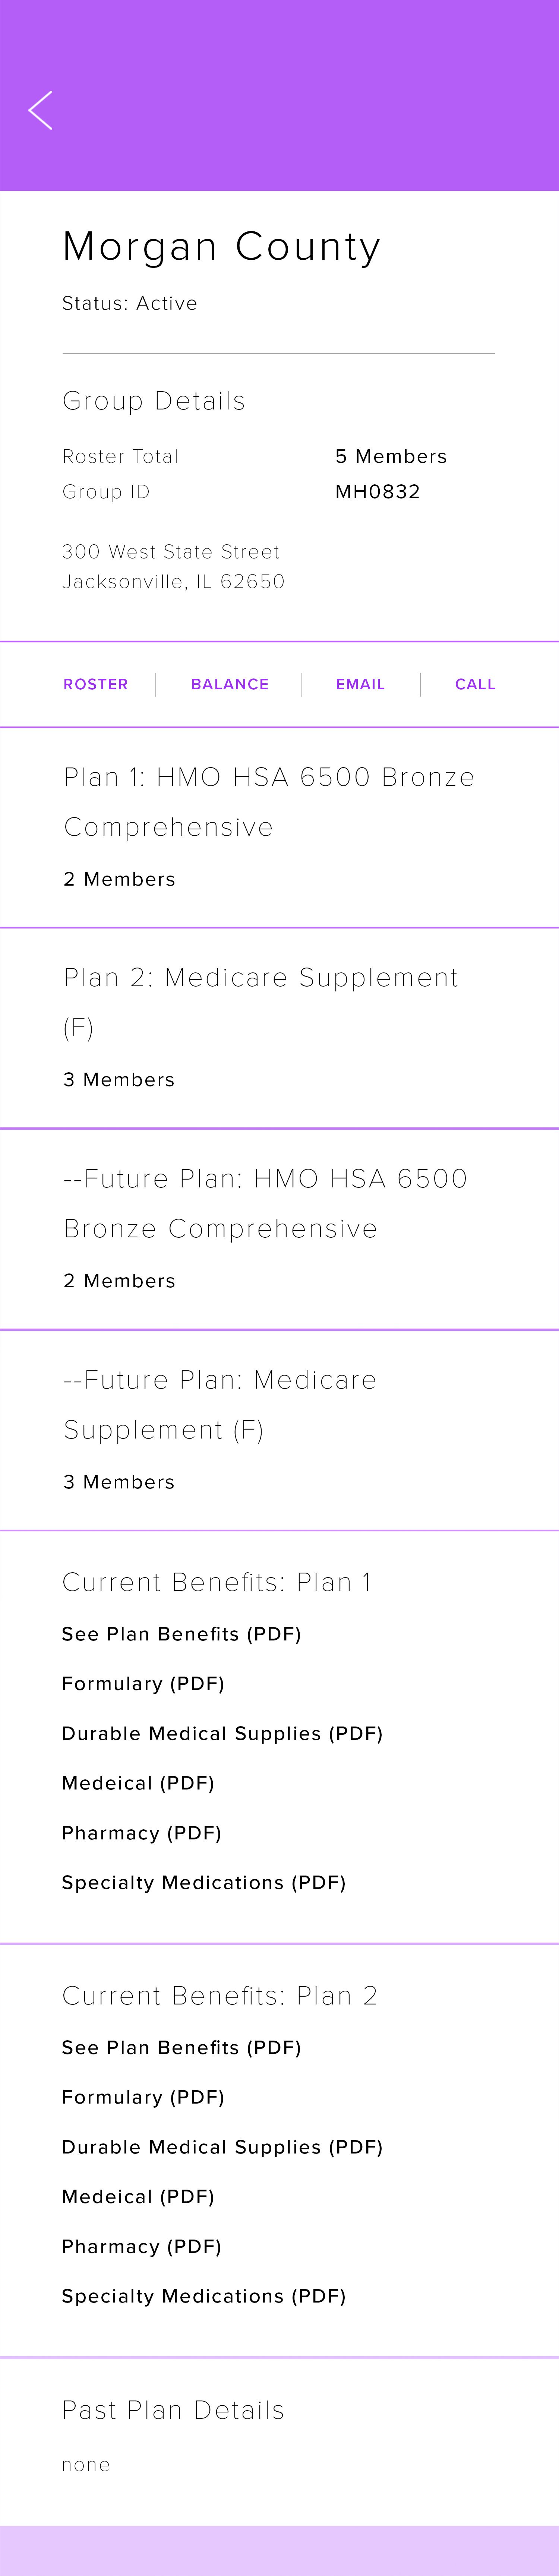 Morgan County
Status: Active
Group Details
Roster Total 5 Members
Group ID MH0832
300 West State Street
Jacksonville, IL 62650
ROSTER BALANCE EMAIL CALL
Plan 1: HMO HSA 6500 Bronze
Comprehensive
2 Members
Plan 2: Medicare Supplement
(F)
3 Members
--Future Plan: HMO HSA 6500
Bronze Comprehensive
2 Members
--Future Plan: Medicare
Supplement (F)
3 Members
Current Benefits: Plan 1
See Plan Benefits (PDF)
Formulary (PDF)
Durable Medical Supplies (PDF)
Medeical (PDF)
Pharmacy (PDF)
Specialty Medications (PDF)
Current Benefits: Plan 2
See Plan Benefits (PDF)
Formulary (PDF)
Durable Medical Supplies (PDF)
Medeical (PDF)
Pharmacy (PDF)
Specialty Medications (PDF)
Past Plan Details
none